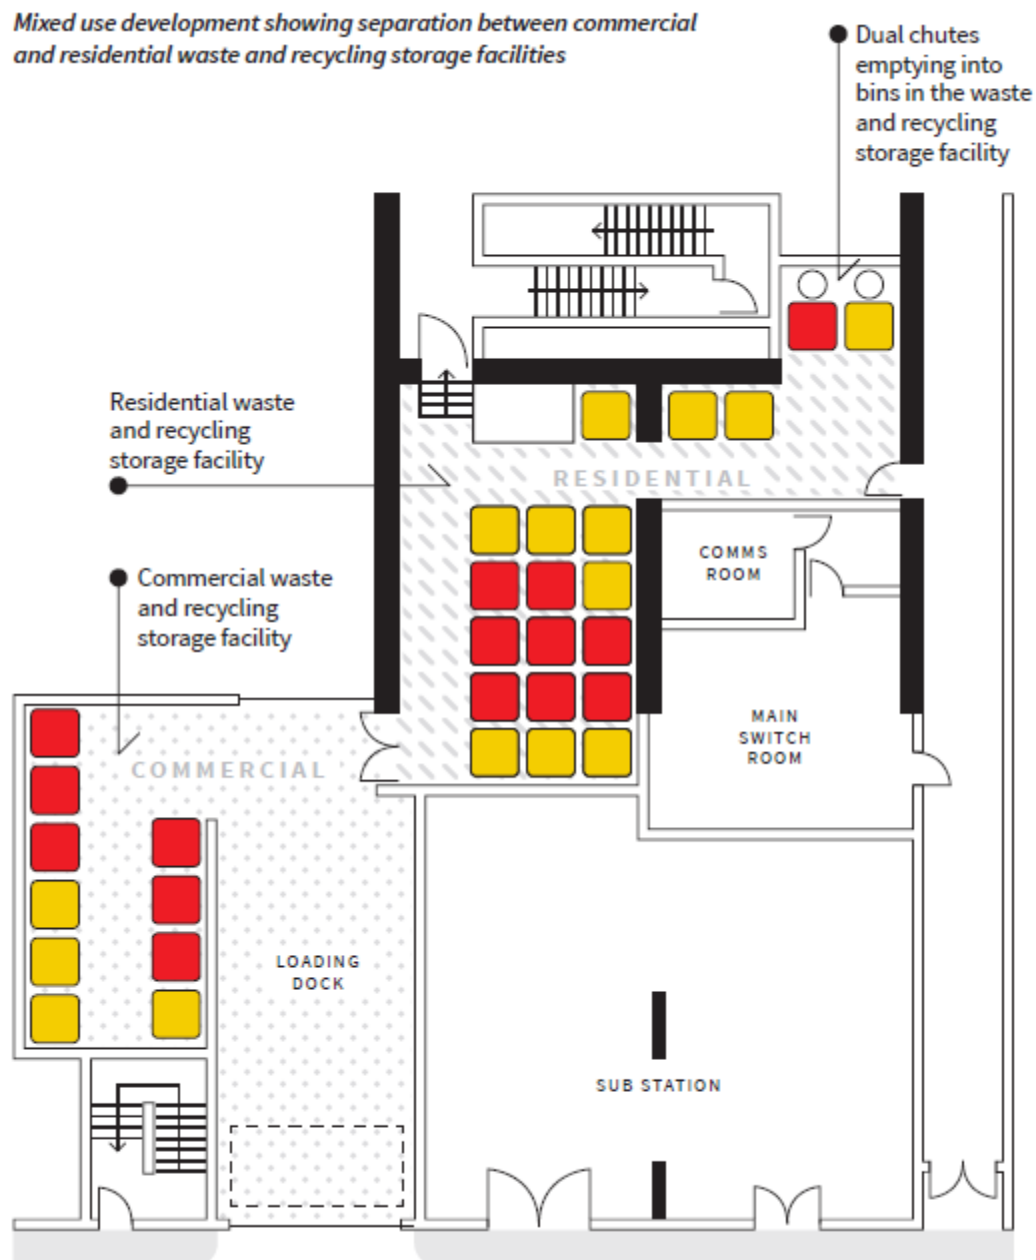 Mixed use development showing separation between commercial
and residential waste and recycling storage facilities
Dual chutes
emptying into
bins in the waste
and recycling
storage facility
Residential waste
and recycling
storage facility
RESIDENTIAL
COMMS
ROOM
Commercial waste
and recycling
storage facility
MAIN
SWITCH
ROOM
COMMERCIAL
LOADING
DOCK
SUB STATION